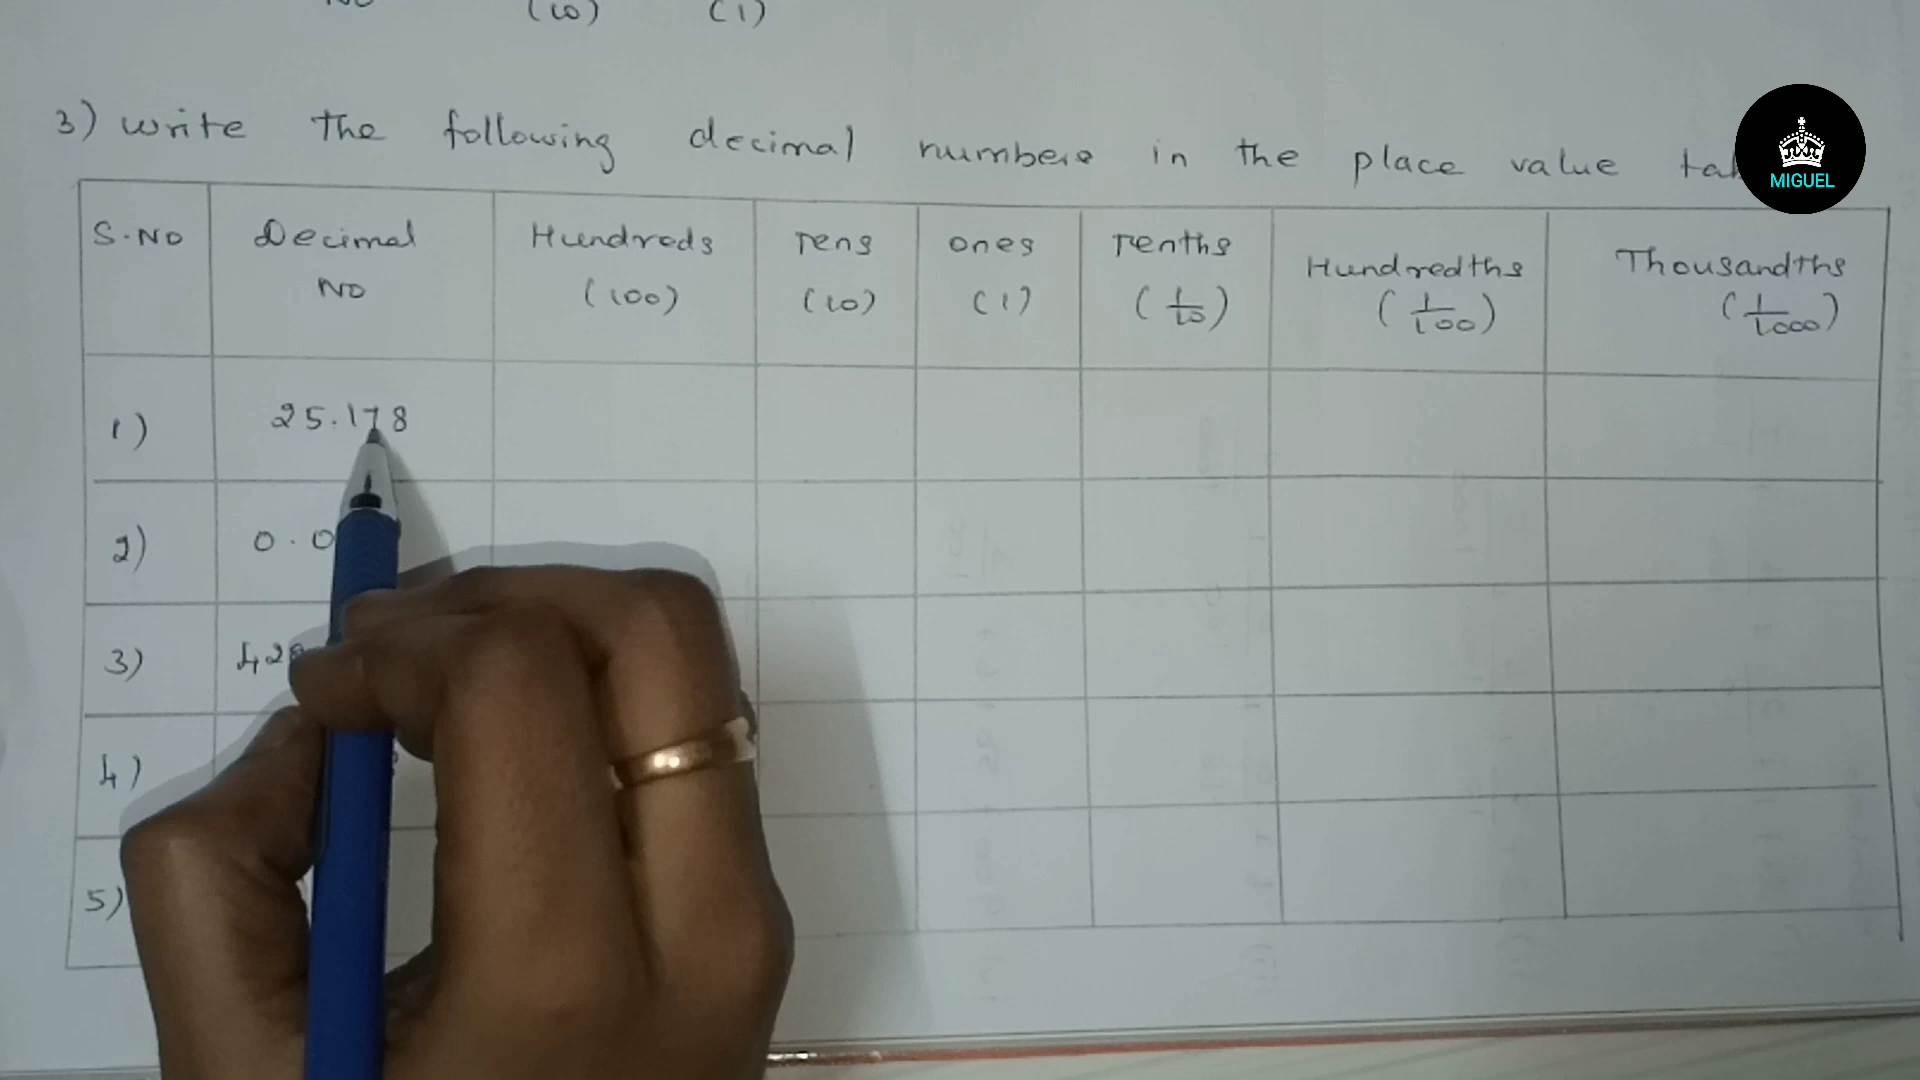 NO (10) (1)
3) write the following decimal numbers in the place value
MIGUEL
S.NO Decimal NO Hundreds (100) Tens (10) ones (1) Tenths (1/10) Hundredths (1/100) Thousandths (1/1000)
1) 25.178
2) 0.0
3) 428
4)
5)